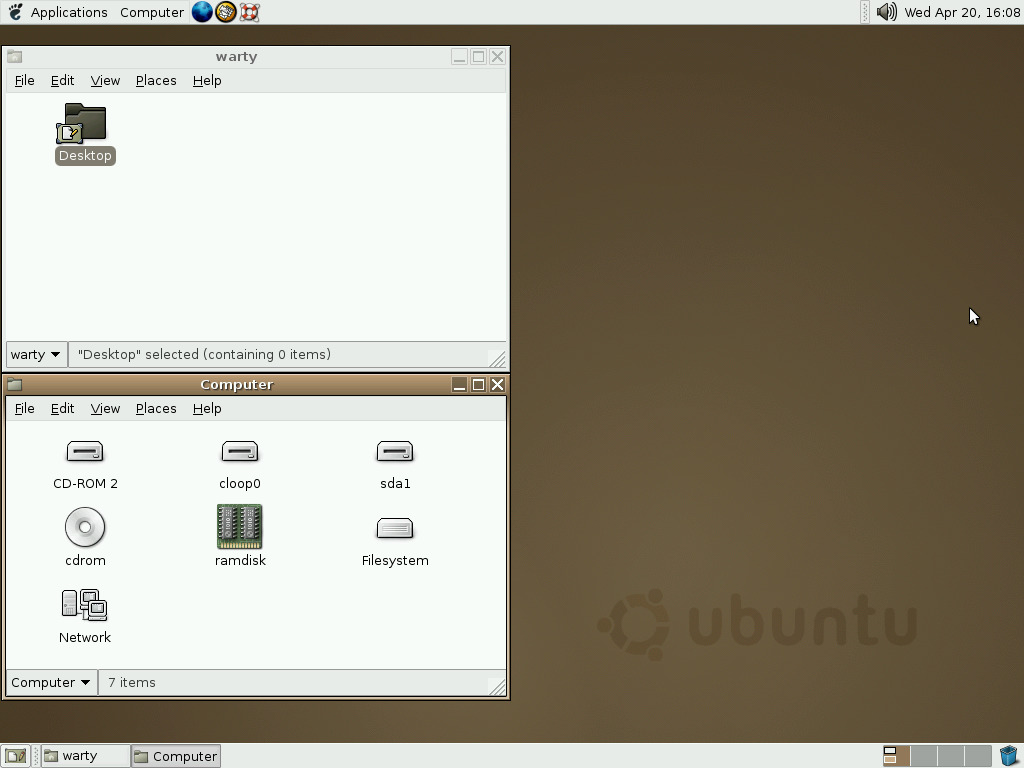 Applications Computer Wed Apr 20, 16:08
warty
File Edit View Places Help
Desktop
warty "Desktop" selected (containing 0 items)
Computer
File Edit View Places Help
CD-ROM 2 cloop0 sda1
cdrom ramdisk Filesystem
Network
ubuntu
Computer 7 items
warty Computer